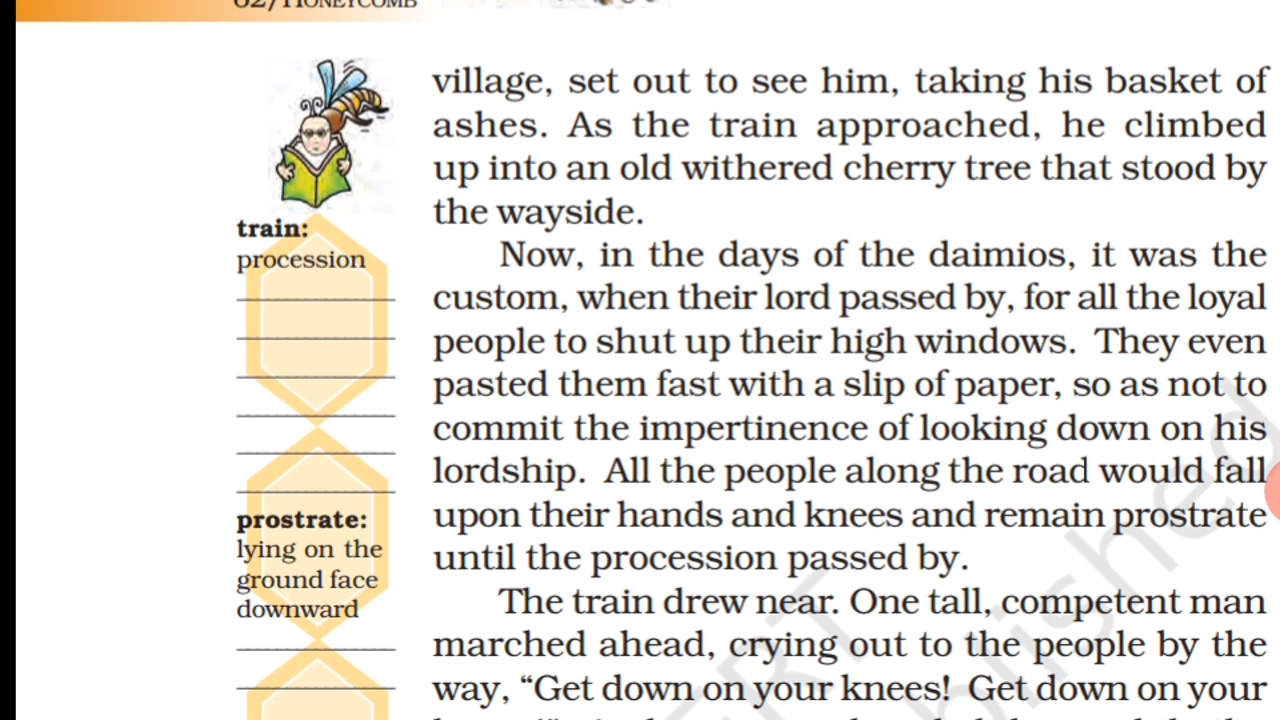 62/HONEYCOMB
village, set out to see him, taking his basket of
ashes. As the train approached, he climbed
up into an old withered cherry tree that stood by
the wayside.
train:
procession
Now, in the days of the daimios, it was the
custom, when their lord passed by, for all the loyal
people to shut up their high windows. They even
pasted them fast with a slip of paper, so as not to
commit the impertinence of looking down on his
lordship. All the people along the road would fall
upon their hands and knees and remain prostrate
until the procession passed by.
prostrate:
lying on the
ground face
downward
The train drew near. One tall, competent man
marched ahead, crying out to the people by the
way, “Get down on your knees! Get down on your